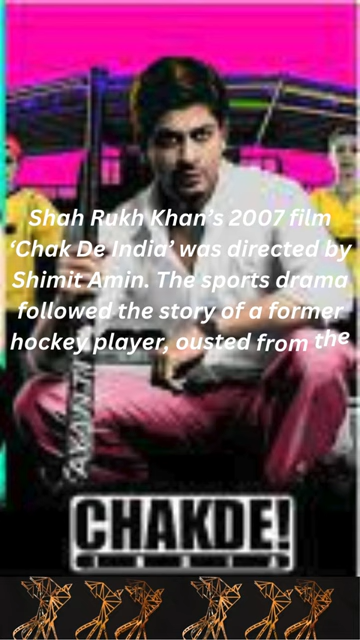 Shah Rukh Khan's 2007 film
‘Chak De India’ was directed by
Shimit Amin. The sports drama
followed the story of a former
hockey player, ousted from the
CHAKDE!